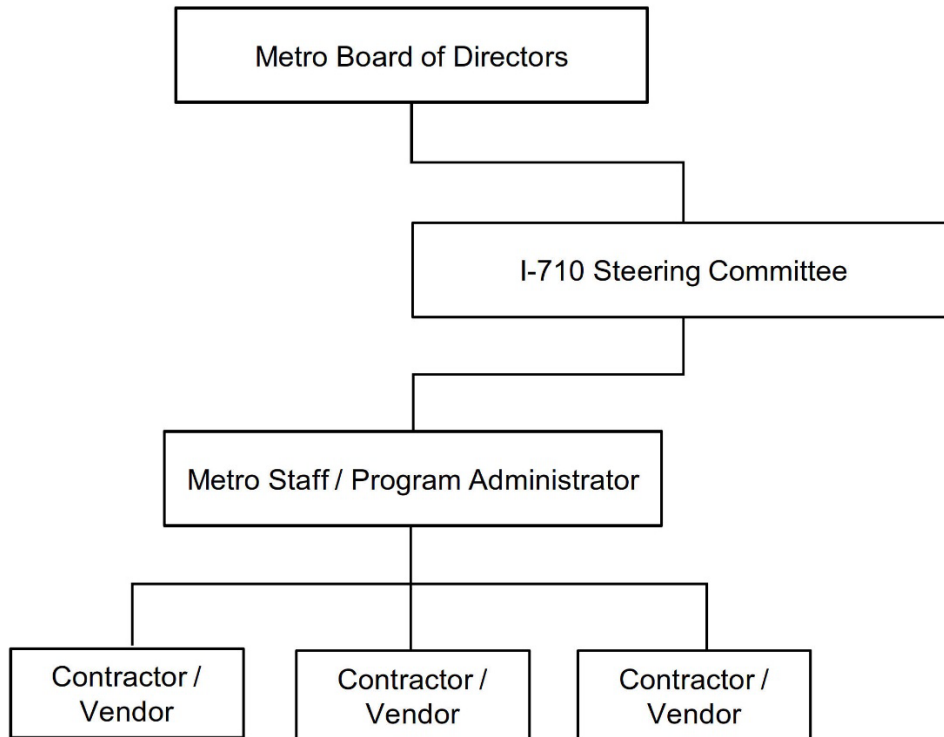 Metro Board of Directors
I-710 Steering Committee
Metro Staff / Program Administrator
Contractor /
Vendor
Contractor /
Vendor
Contractor /
Vendor